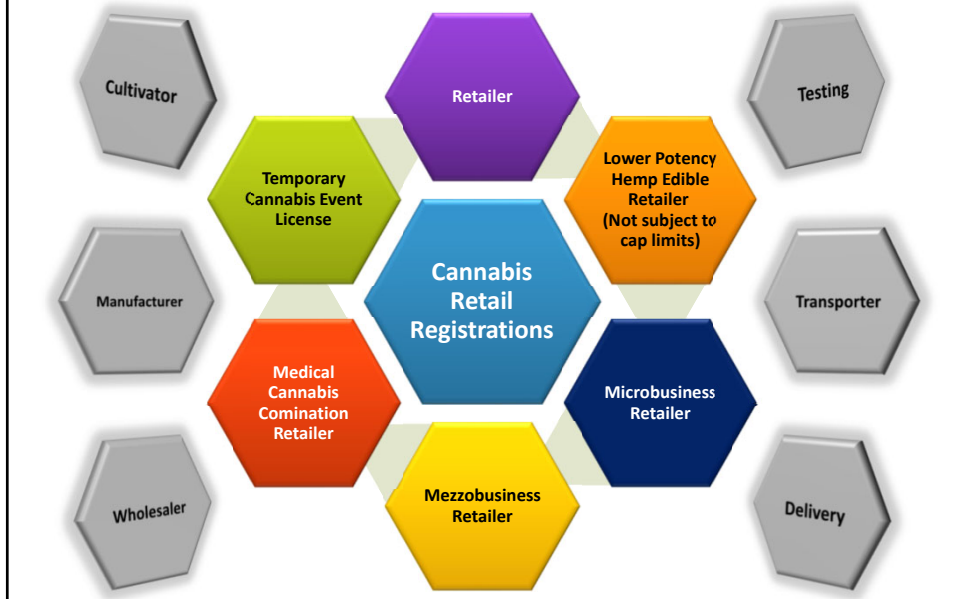 Cultivator
Retailer
Testing
Temporary
Cannabis Event
License
Lower Potency
Hemp Edible
Retailer
(Not subject to
cap limits)
Cannabis
Retail
Registrations
Manufacturer
Transporter
Medical
Cannabis
Comination
Retailer
Microbusiness
Retailer
Mezzobusiness
Retailer
Wholesaler
Delivery